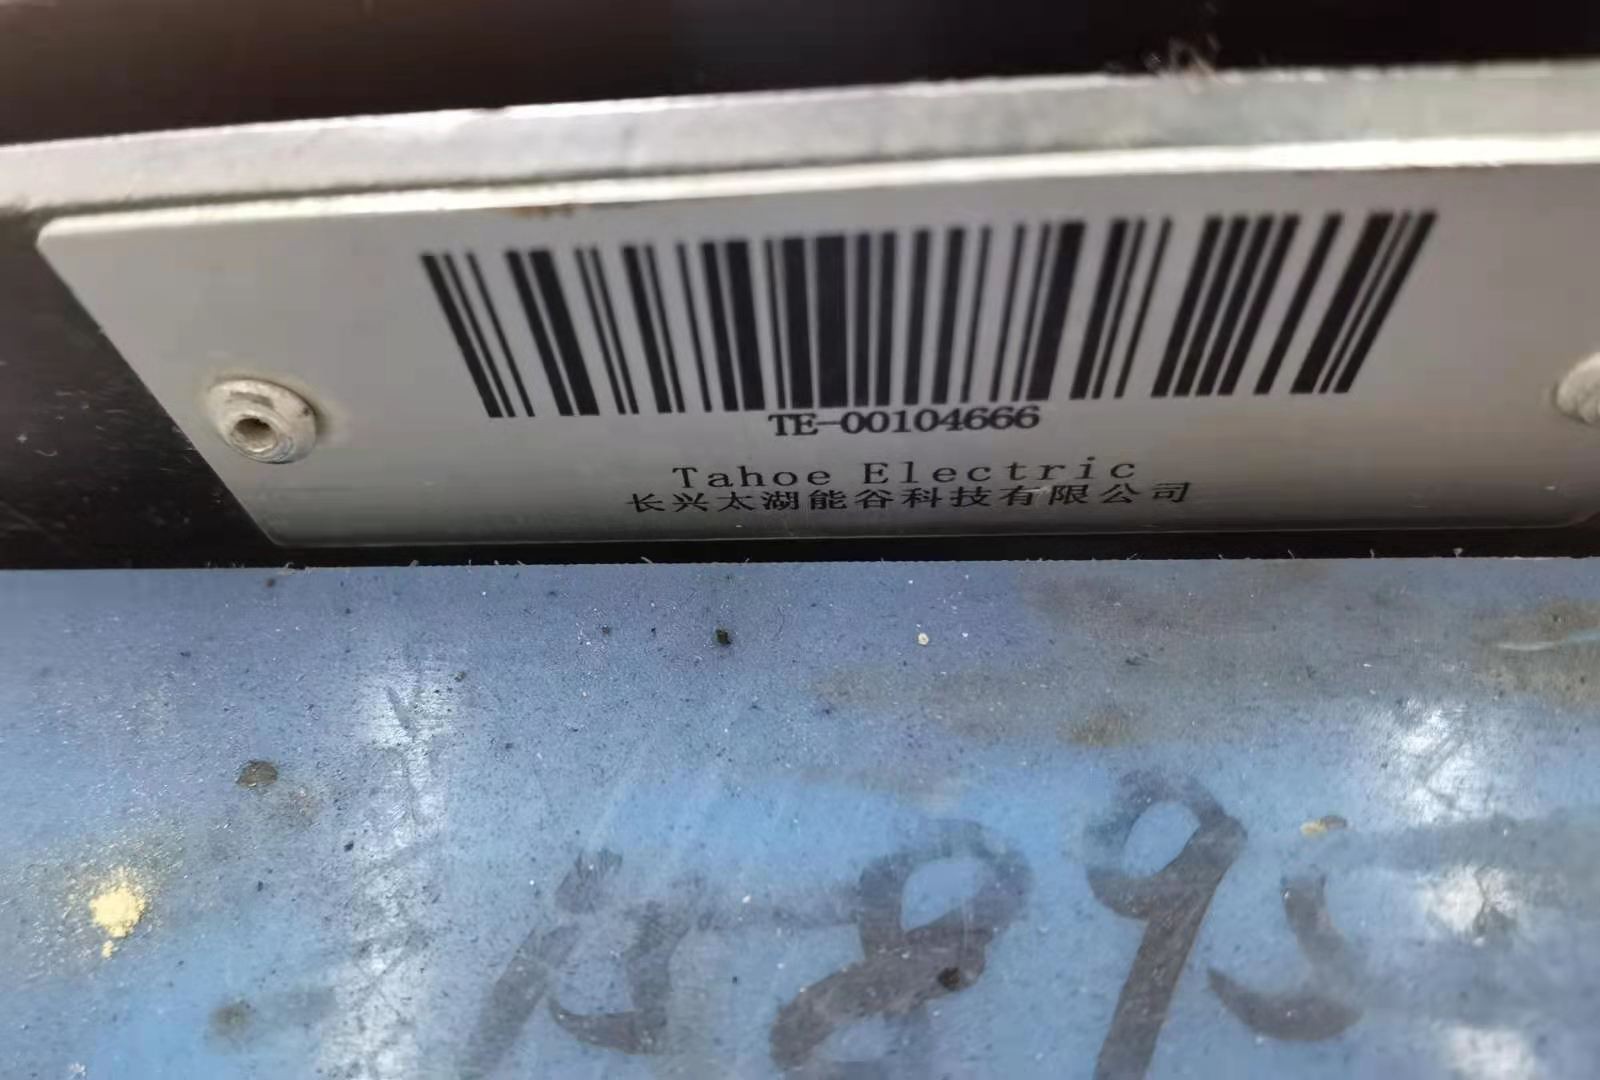 TE-00104666
Tahoe Electric
长兴太湖能谷科技有限公司